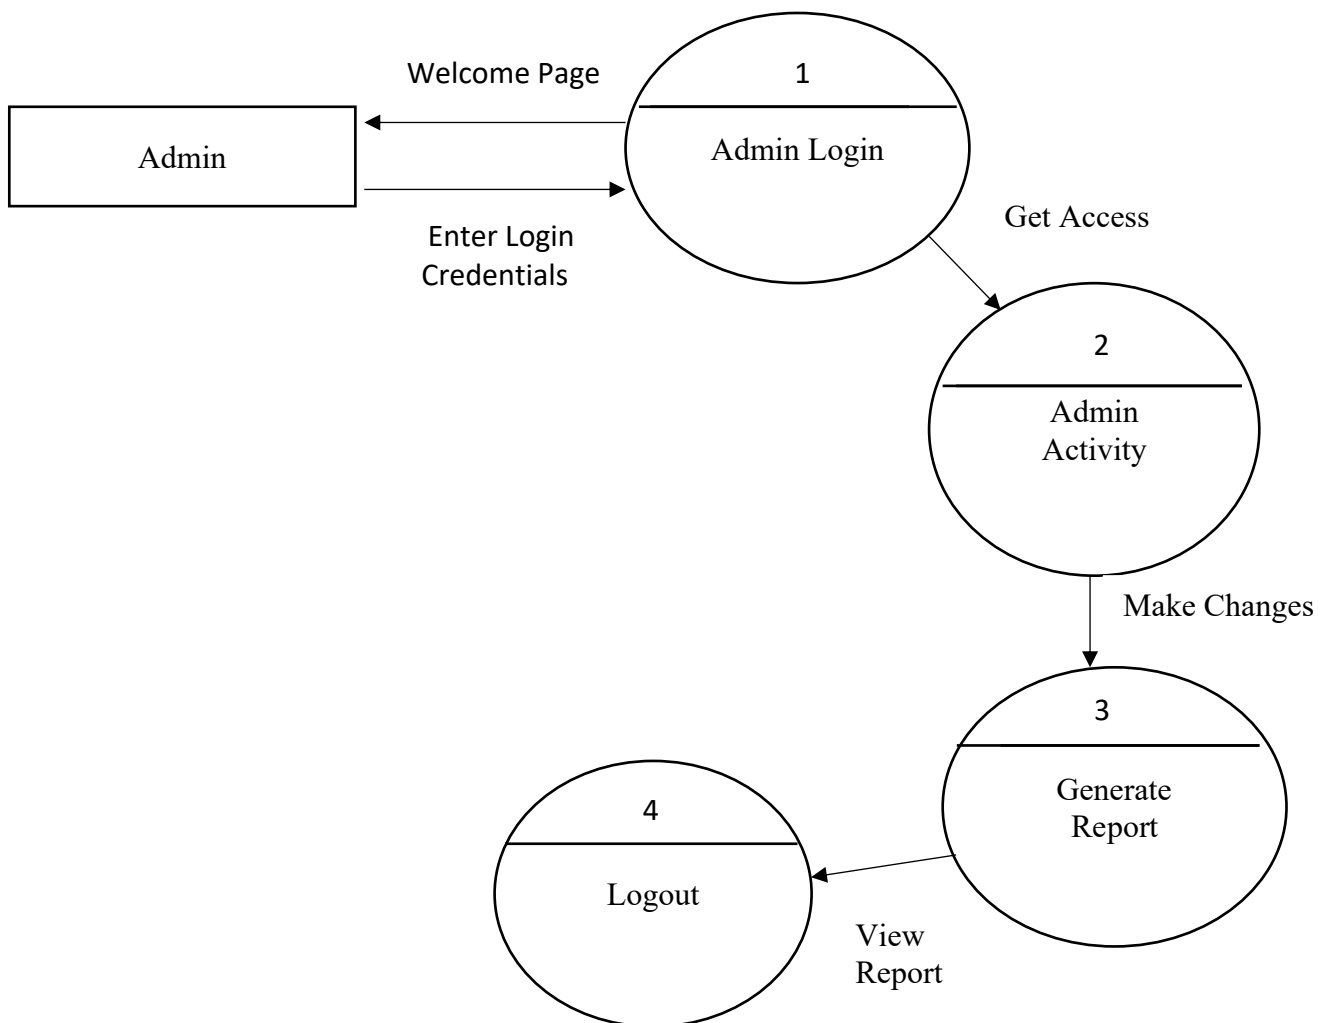 Welcome Page
1
Admin
Admin Login
Enter Login
Credentials
Get Access
2
Admin
Activity
Make Changes
3
Generate
Report
4
Logout
View
Report